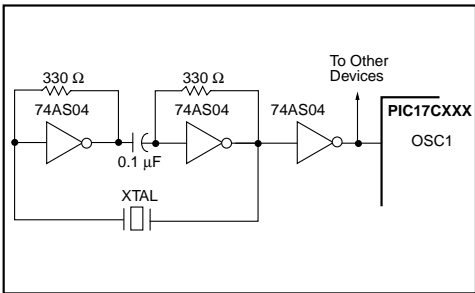 To Other
Devices
330 Ω
330 Ω
74AS04
74AS04
74AS04
PIC17CXXX
OSC1
0.1 µF
XTAL